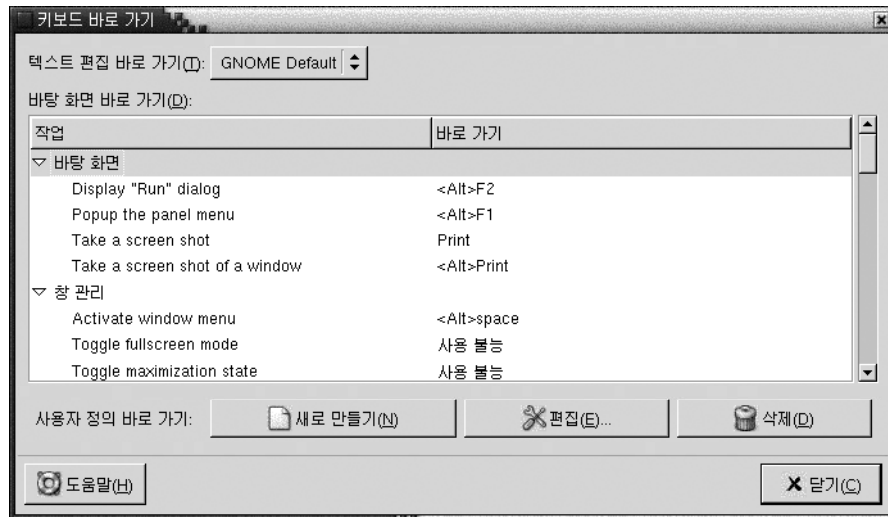 키보드 바로 가기
텍스트 편집 바로 가기(T): GNOME Default
바탕 화면 바로 가기(D):
작업 바로 가기
바탕 화면
Display "Run" dialog <Alt>F2
Popup the panel menu <Alt>F1
Take a screen shot Print
Take a screen shot of a window <Alt>Print
창 관리
Activate window menu <Alt>space
Toggle fullscreen mode 사용 불능
Toggle maximization state 사용 불능
사용자 정의 바로 가기: 새로 만들기(N) 편집(E)... 삭제(D)
도움말(H) 닫기(C)